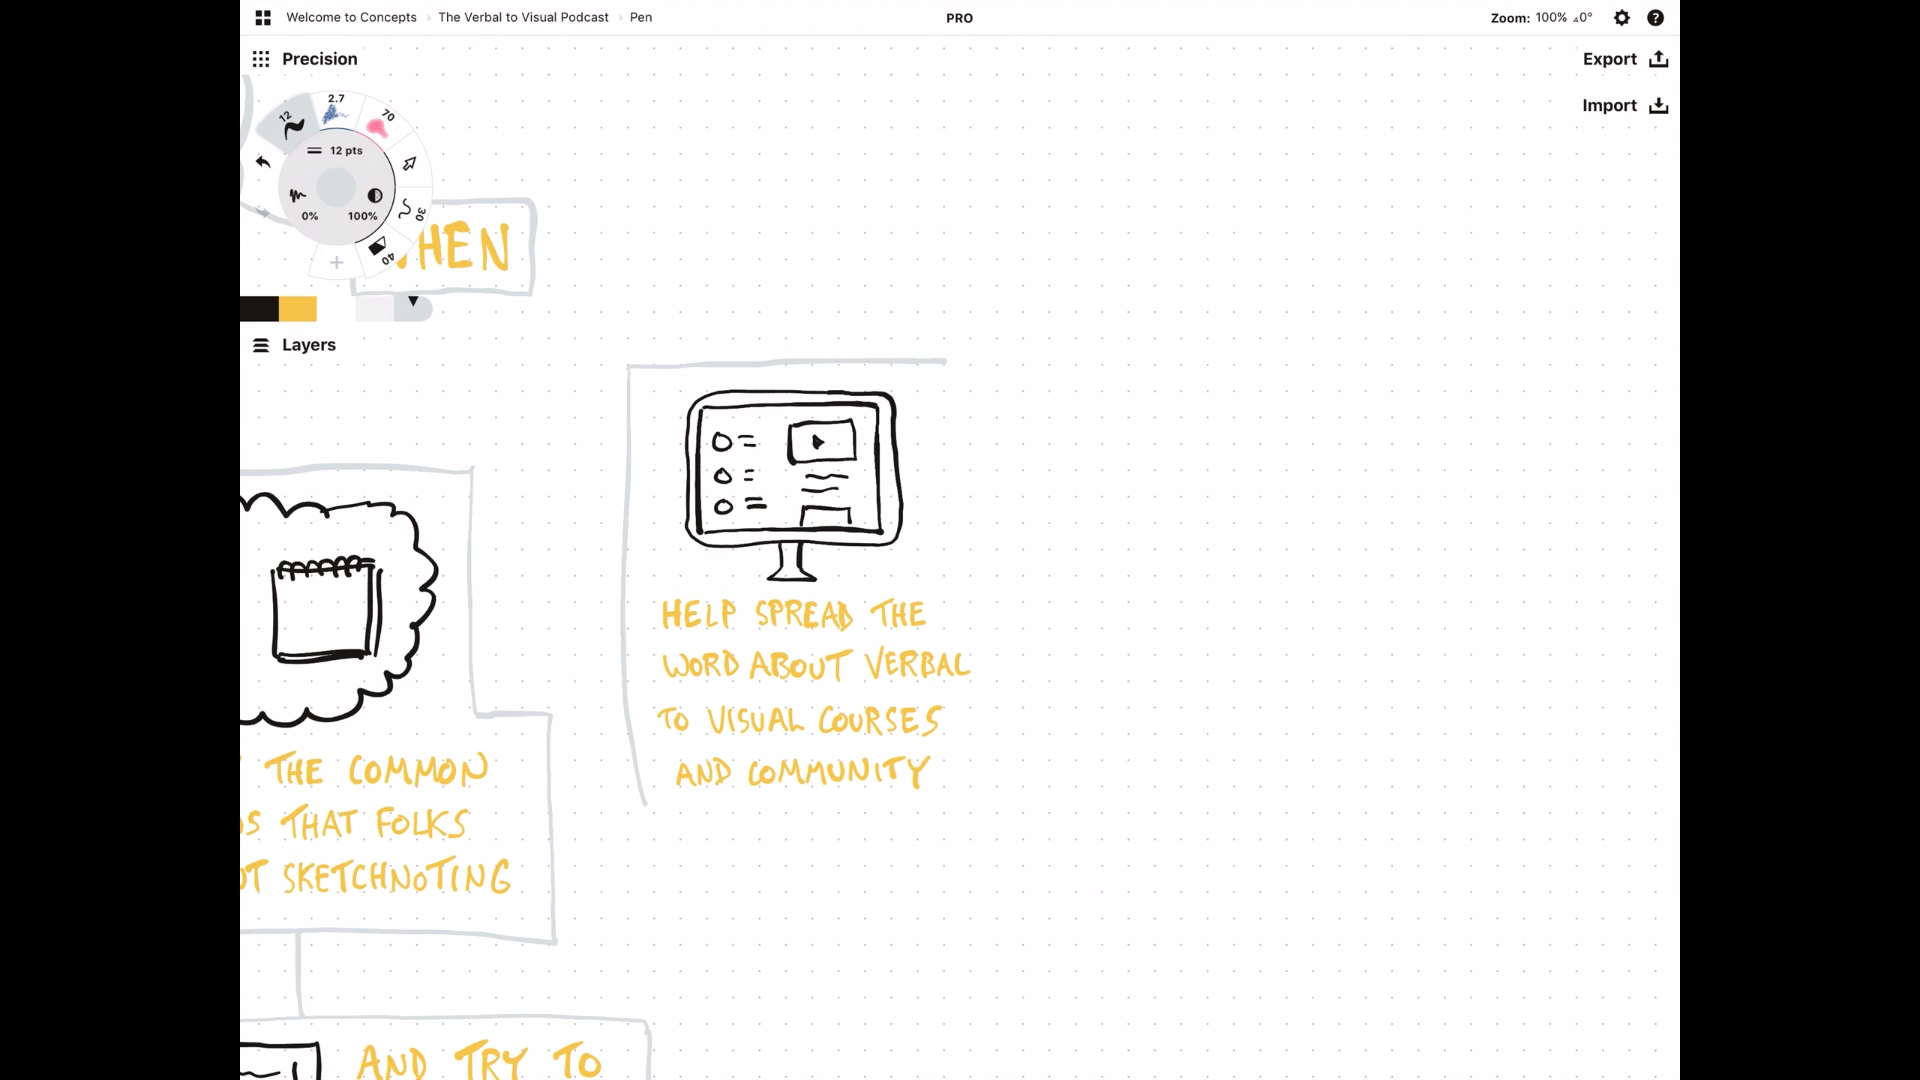 Welcome to Concepts The Verbal to Visual Podcast Pen
PRO
Zoom: 100% 0°
Precision
Export
Import
2.7
12
70
12 pts
30
0%
100%
40
HEN
Layers
HELP SPREAD THE
WORD ABOUT VERBAL
TO VISUAL COURSES
AND COMMUNITY
THE COMMON
THAT FOLKS
SKETCHNOTING
AND TRY TO